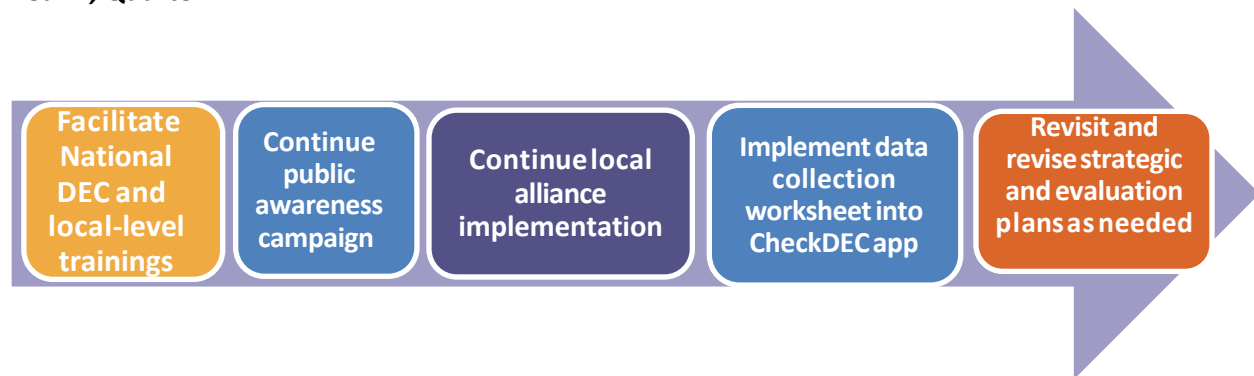 Facilitate
National
DEC and
local-level
trainings
Continue
public
awareness
campaign
Continue local
alliance
implementation
Implement data
collection
worksheet into
CheckDEC app
Revisit and
revise strategic
and evaluation
plans as needed